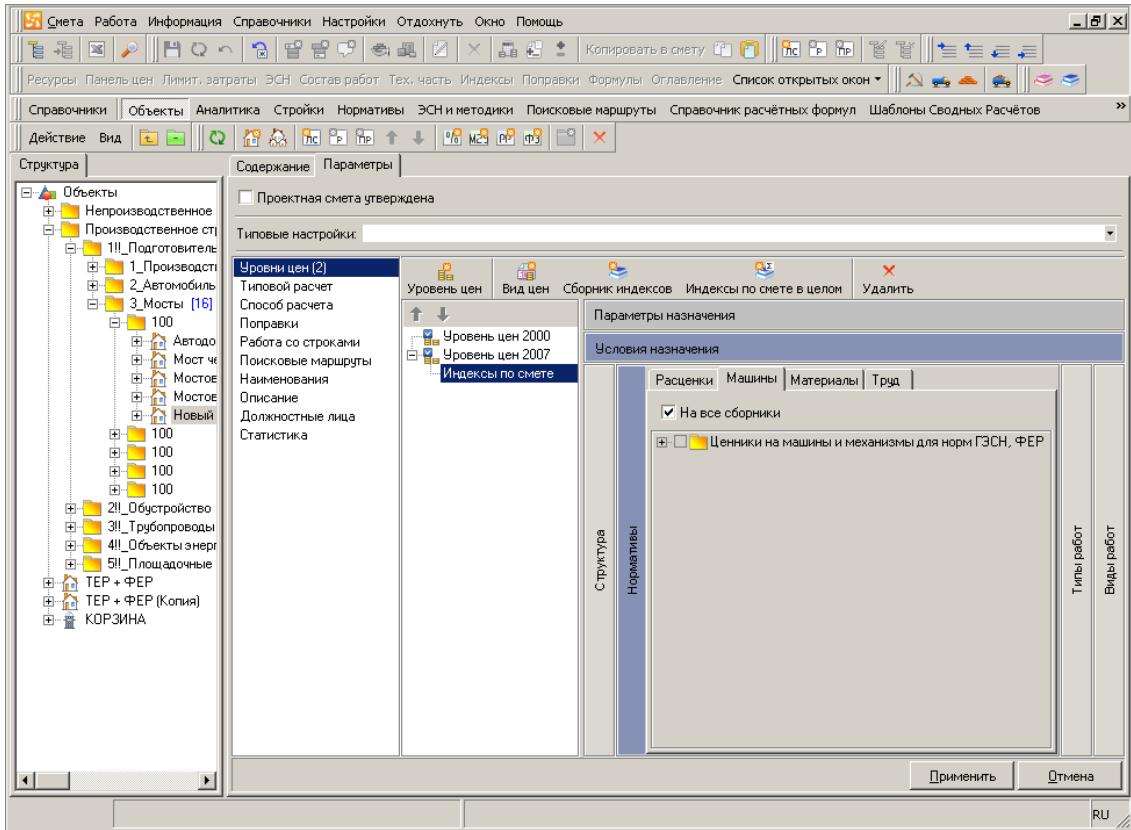 Смета Работа Информация Справочники Настройки Отдохнуть Окно Помощь
Копировать в смету ЛС Р ЛР
Ресурсы Панель цен Лимит. затраты ЭСН Состав работ Тех. часть Индексы Поправки Формулы Оглавление Список открытых окон
Справочники Объекты Аналитика Стройки Нормативы ЭСН и методики Поисковые маршруты Справочник расчётных формул Шаблоны Сводных Расчётов »
Действие Вид
Структура
Содержание Параметры
Объекты
Непроизводственное
Производственное ст
1!!_Подготовитель
1_Производст
2_Автомобиль
3_Мосты [16]
100
Автодо
Мост че
Мостов
Мостов
Новый
100
100
100
100
2!!_Обустройство
3!!_Трубопроводы
4!!_Объекты энерг
5!!_Площадочные
ТЕР + ФЕР
ТЕР + ФЕР (Копия)
КОРЗИНА
Проектная смета утверждена
Типовые настройки:
Уровни цен (2)
Типовой расчет
Способ расчета
Поправки
Работа со строками
Поисковые маршруты
Наименования
Описание
Должностные лица
Статистика
Уровень цен Вид цен Сборник индексов Индексы по смете в целом Удалить
Уровень цен 2000
Уровень цен 2007
Индексы по смете
Параметры назначения
Условия назначения
Структура
Нормативы
Расценки Машины Материалы Труд
На все сборники
Ценники на машины и механизмы для норм ГЭСН, ФЕР
Типы работ
Виды работ
Применить Отмена
RU